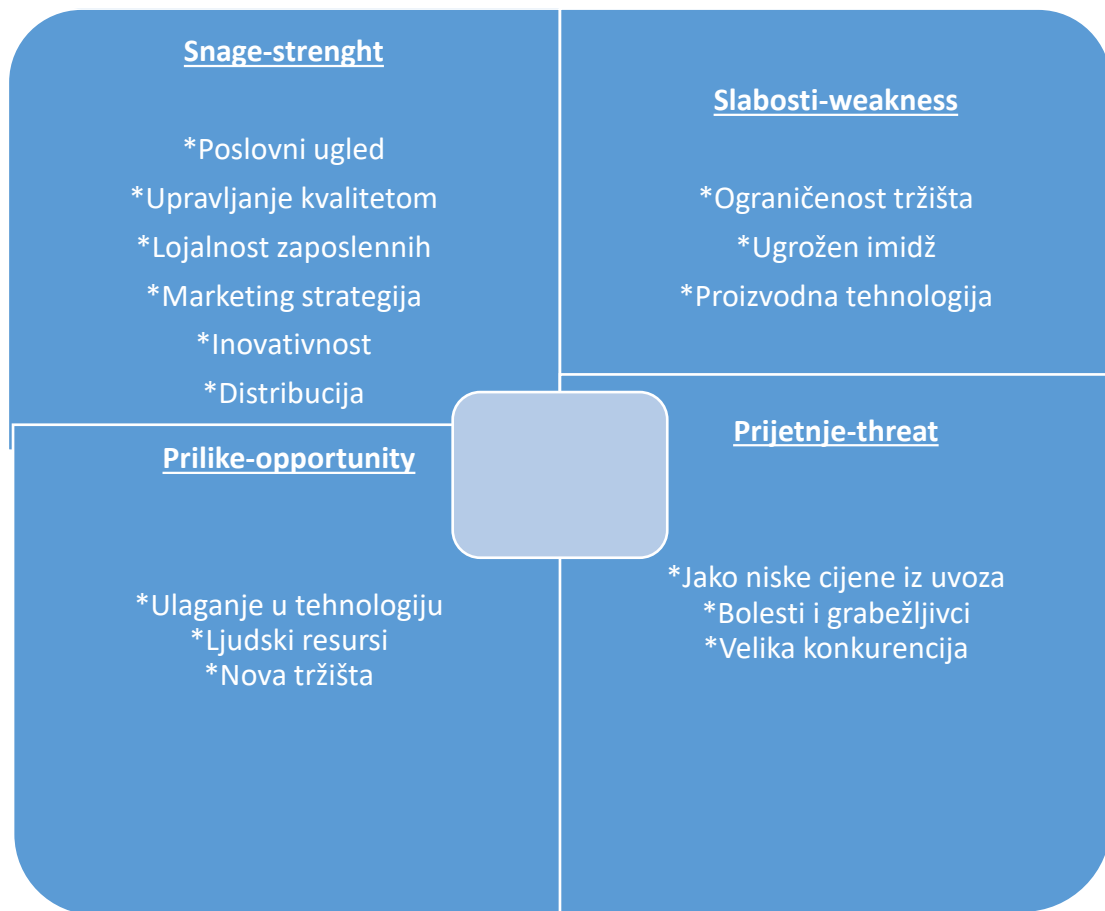 Snage-strenght
*Poslovni ugled
*Upravljanje kvalitetom
*Lojalnost zaposlennih
*Marketing strategija
*Inovativnost
*Distribucija
Slabosti-weakness
*Ograničenost tržišta
*Ugrožen imidž
*Proizvodna tehnologija
Prilike-opportunity
*Ulaganje u tehnologiju
*Ljudski resursi
*Nova tržišta
Prijetnje-threat
*Jako niske cijene iz uvoza
*Bolesti i grabežljivci
*Velika konkurencija